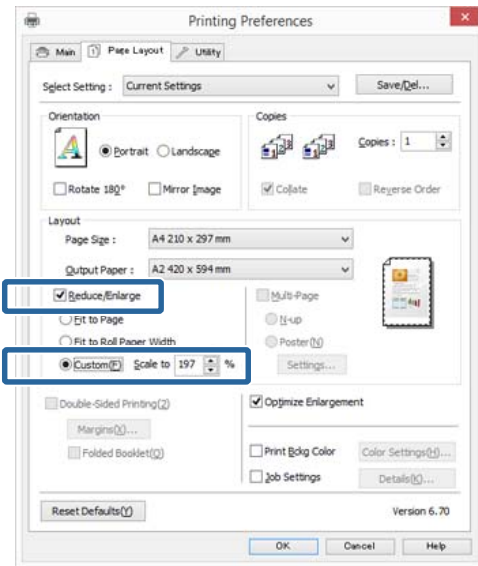 Printing Preferences
Main Page Layout Utility
Select Setting : Current Settings Save/Del...
Orientation
Portrait Landscape
Rotate 180° Mirror Image
Copies
Copies : 1
Collate Reverse Order
Layout
Page Size : A4 210 x 297 mm
Output Paper : A2 420 x 594 mm
Reduce/Enlarge
Fit to Page
Fit to Roll Paper Width
Custom(F) Scale to 197 %
Multi-Page
N-up
Poster(N)
Settings...
Double-Sided Printing(2)
Margins(X)...
Folded Booklet(Q)
Optimize Enlargement
Print Bckg Color Color Settings(H)...
Job Settings Details(K)...
Reset Defaults(Y) Version 6.70
OK Cancel Help